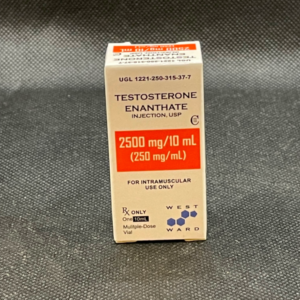 UGL 1221-250-315-37-7
TESTOSTERONE
ENANTHATE
INJECTION, USP
C
2500 mg/10 mL
(250 mg/mL)
FOR INTRAMUSCULAR
USE ONLY
Rx ONLY
One 10mL
Multiple-Dose
Vial
WEST
WARD